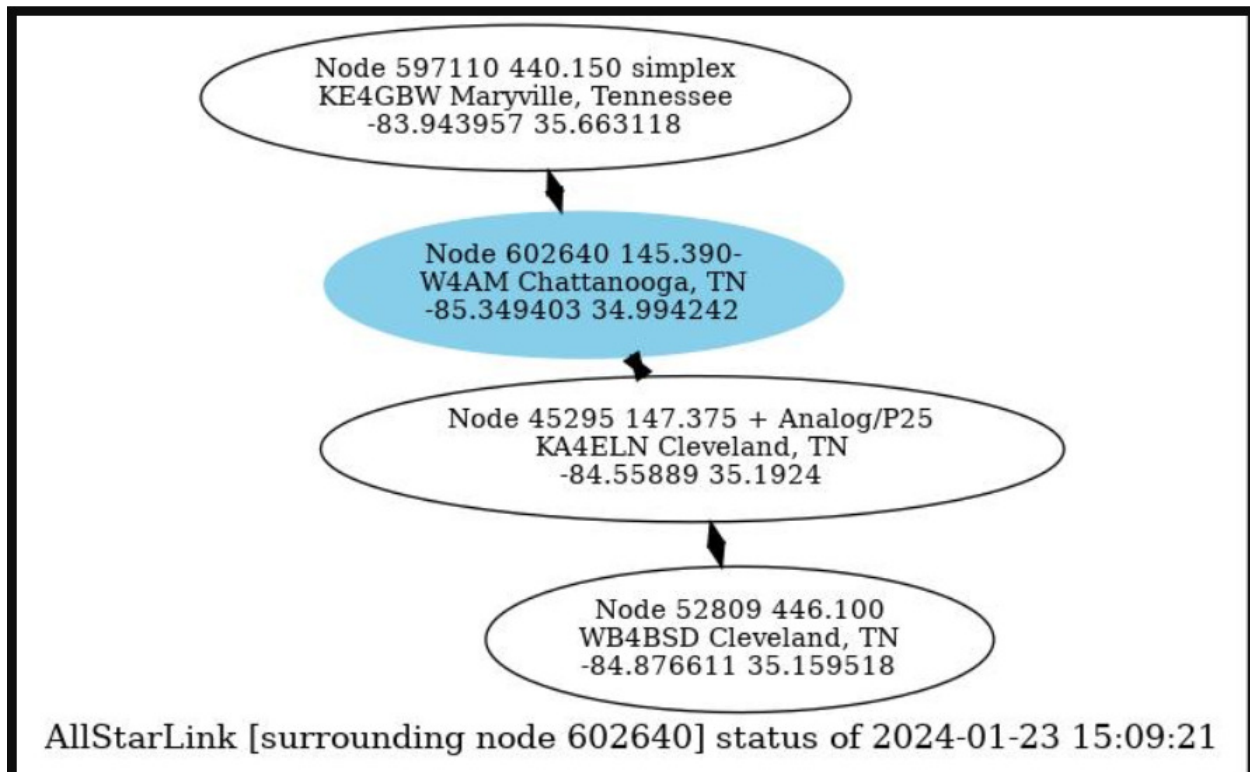 Node 597110 440.150 simplex
KE4GBW Maryville, Tennessee
-83.943957 35.663118
Node 602640 145.390-
W4AM Chattanooga, TN
-85.349403 34.994242
Node 45295 147.375 + Analog/P25
KA4ELN Cleveland, TN
-84.55889 35.1924
Node 52809 446.100
WB4BSD Cleveland, TN
-84.876611 35.159518
AllStarLink [surrounding node 602640] status of 2024-01-23 15:09:21